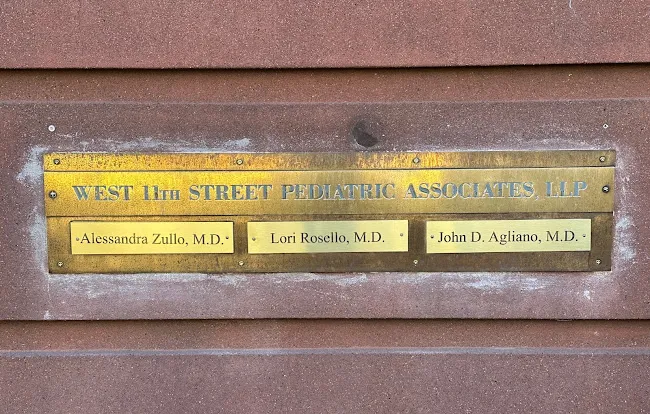 WEST 11TH STREET PEDIATRIC ASSOCIATES, LLP
Alessandra Zullo, M.D. Lori Rosello, M.D. John D. Agliano, M.D.